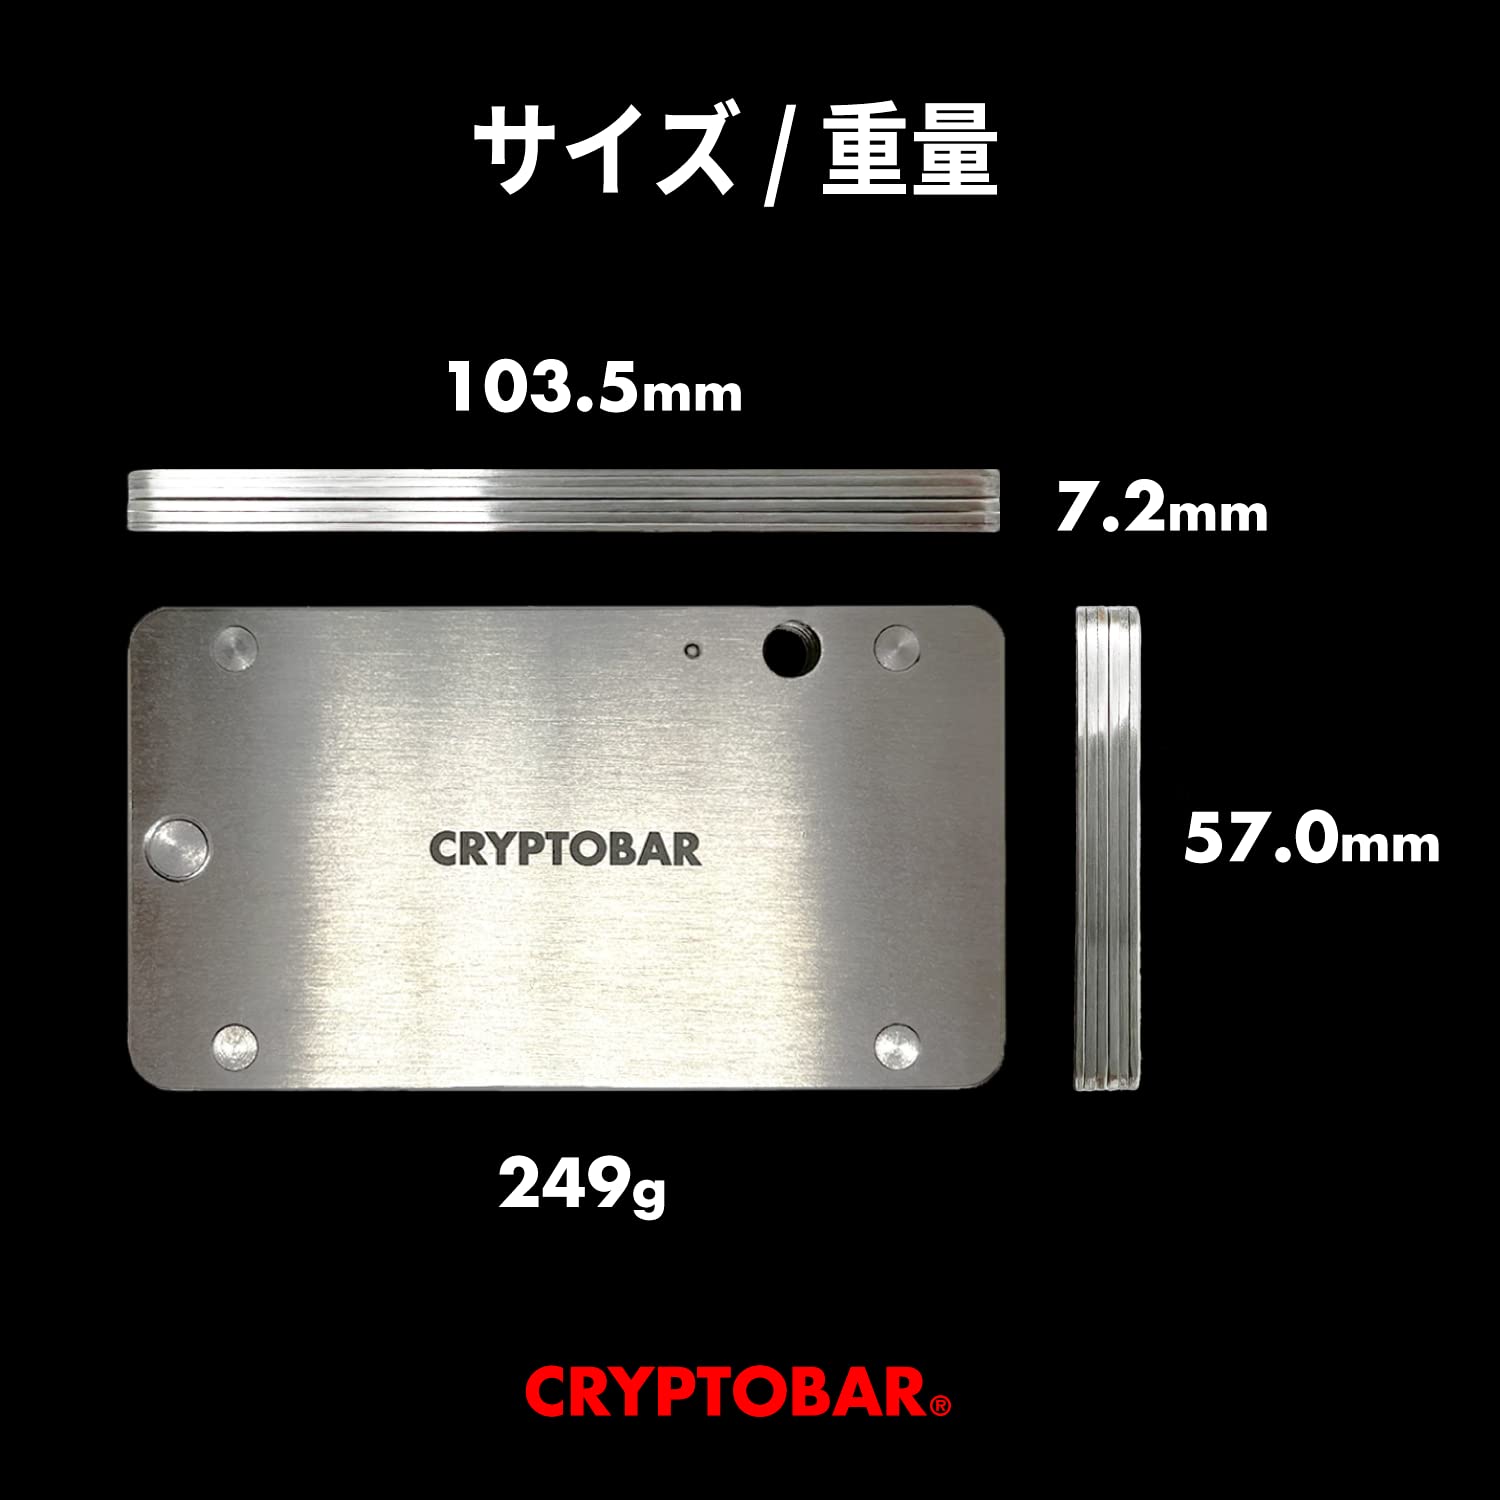 サイズ / 重量
103.5mm
7.2mm
CRYPTOBAR
57.0mm
249g
CRYPTOBAR®